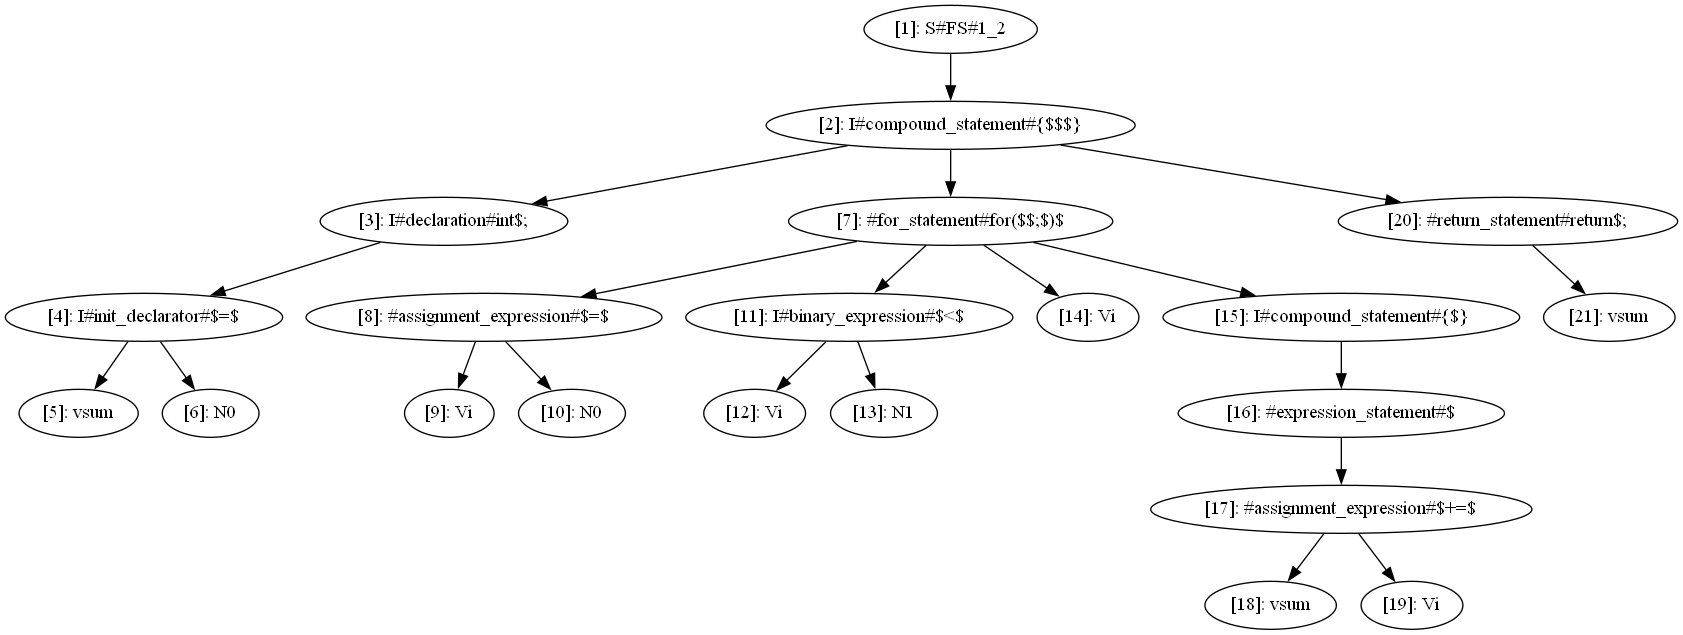 [1]: S#FS#1_2
[2]: I#compound_statement#{$$$}
[3]: I#declaration#int$;
[7]: #for_statement#for($$;$)$
[20]: #return_statement#return$;
[4]: I#init_declarator#$=$
[8]: #assignment_expression#$=$
[11]: I#binary_expression#$<$
[14]: Vi
[15]: I#compound_statement#{$}
[21]: vsum
[5]: vsum
[6]: N0
[9]: Vi
[10]: N0
[12]: Vi
[13]: N1
[16]: #expression_statement#$
[17]: #assignment_expression#$+=$
[18]: vsum
[19]: Vi